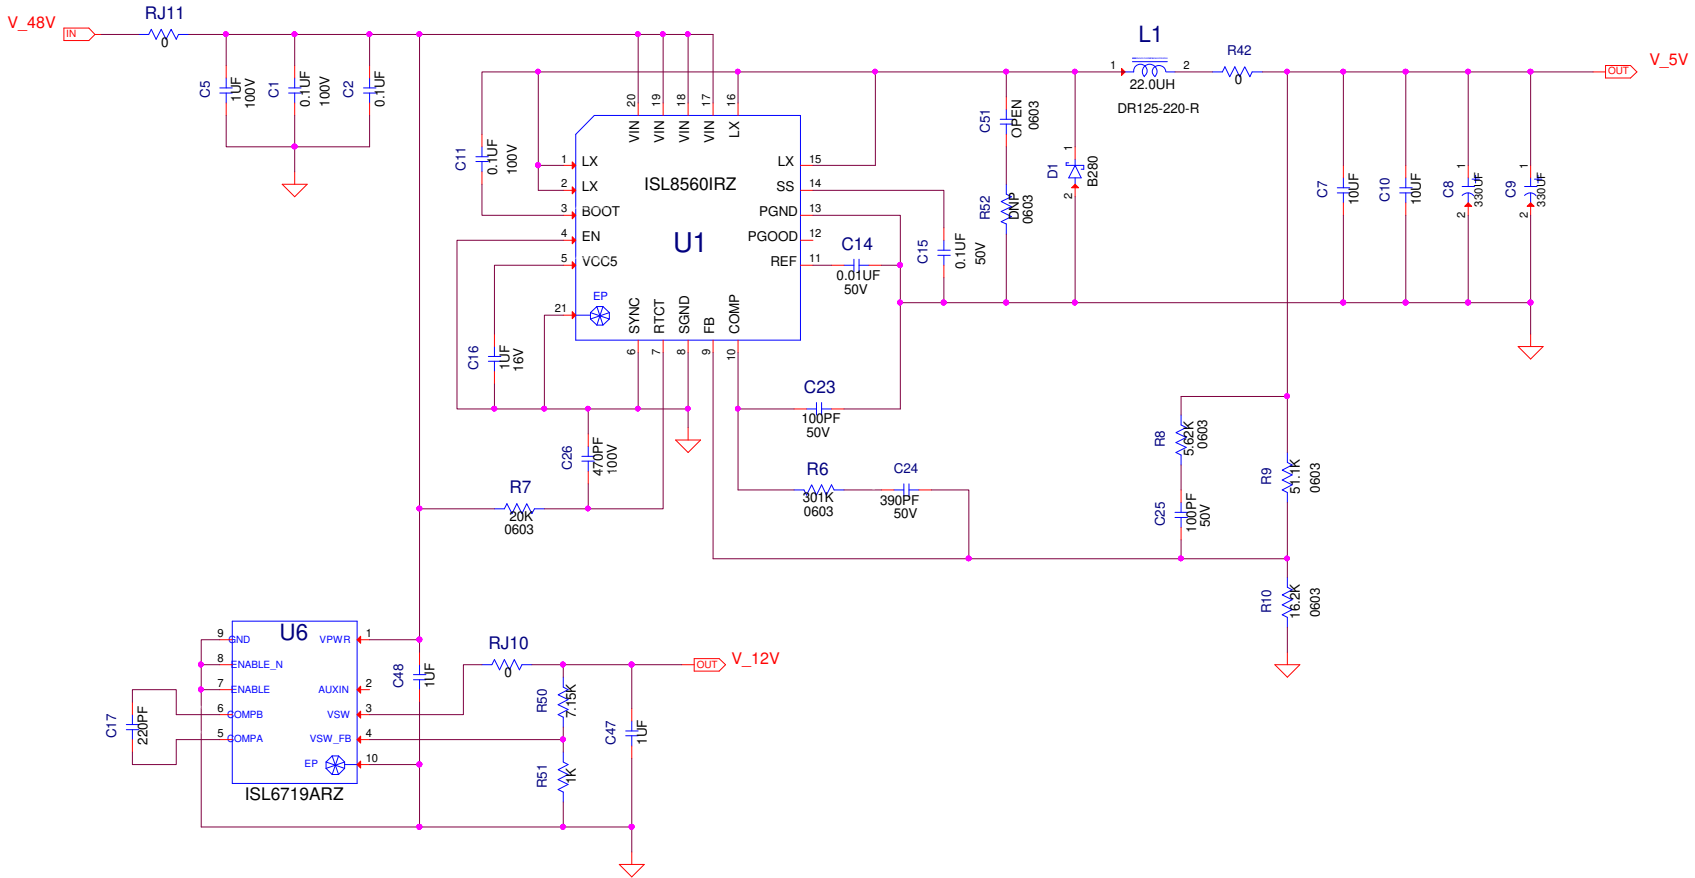 V_48V
IN
RJ11
0
C5
1UF
100V
C1
0.1UF
100V
C2
0.1UF
C11
0.1UF
100V
20
19
18
17
16
VIN
VIN
VIN
VIN
LX
1
LX
2
LX
3
BOOT
4
EN
5
VCC5
21
EP
ISL8560IRZ
U1
LX
15
SS
14
PGND
13
PGOOD
12
REF
11
SYNC
RTCT
SGND
FB
COMP
6
7
8
9
10
C14
0.01UF
50V
C15
0.1UF
50V
C51
OPEN
0603
R52
DNP
0603
D1
B280
1
2
L1
1
2
22.0UH
DR125-220-R
R42
0
OUT
V_5V
C7
10UF
C10
10UF
C8
330UF
1
2
C9
330UF
1
2
C16
1UF
16V
C23
100PF
50V
C26
470PF
100V
R7
20K
0603
R6
301K
0603
C24
390PF
50V
R8
5.62K
0603
C25
100PF
50V
R9
51.1K
0603
R10
16.2K
0603
U6
9
GND
8
ENABLE_N
7
ENABLE
6
COMPB
5
COMPA
VPWR
1
AUXIN
2
VSW
3
VSW_FB
4
EP
10
ISL6719ARZ
C17
220PF
C48
1UF
RJ10
0
OUT
V_12V
R50
7.15K
R51
1K
C47
1UF